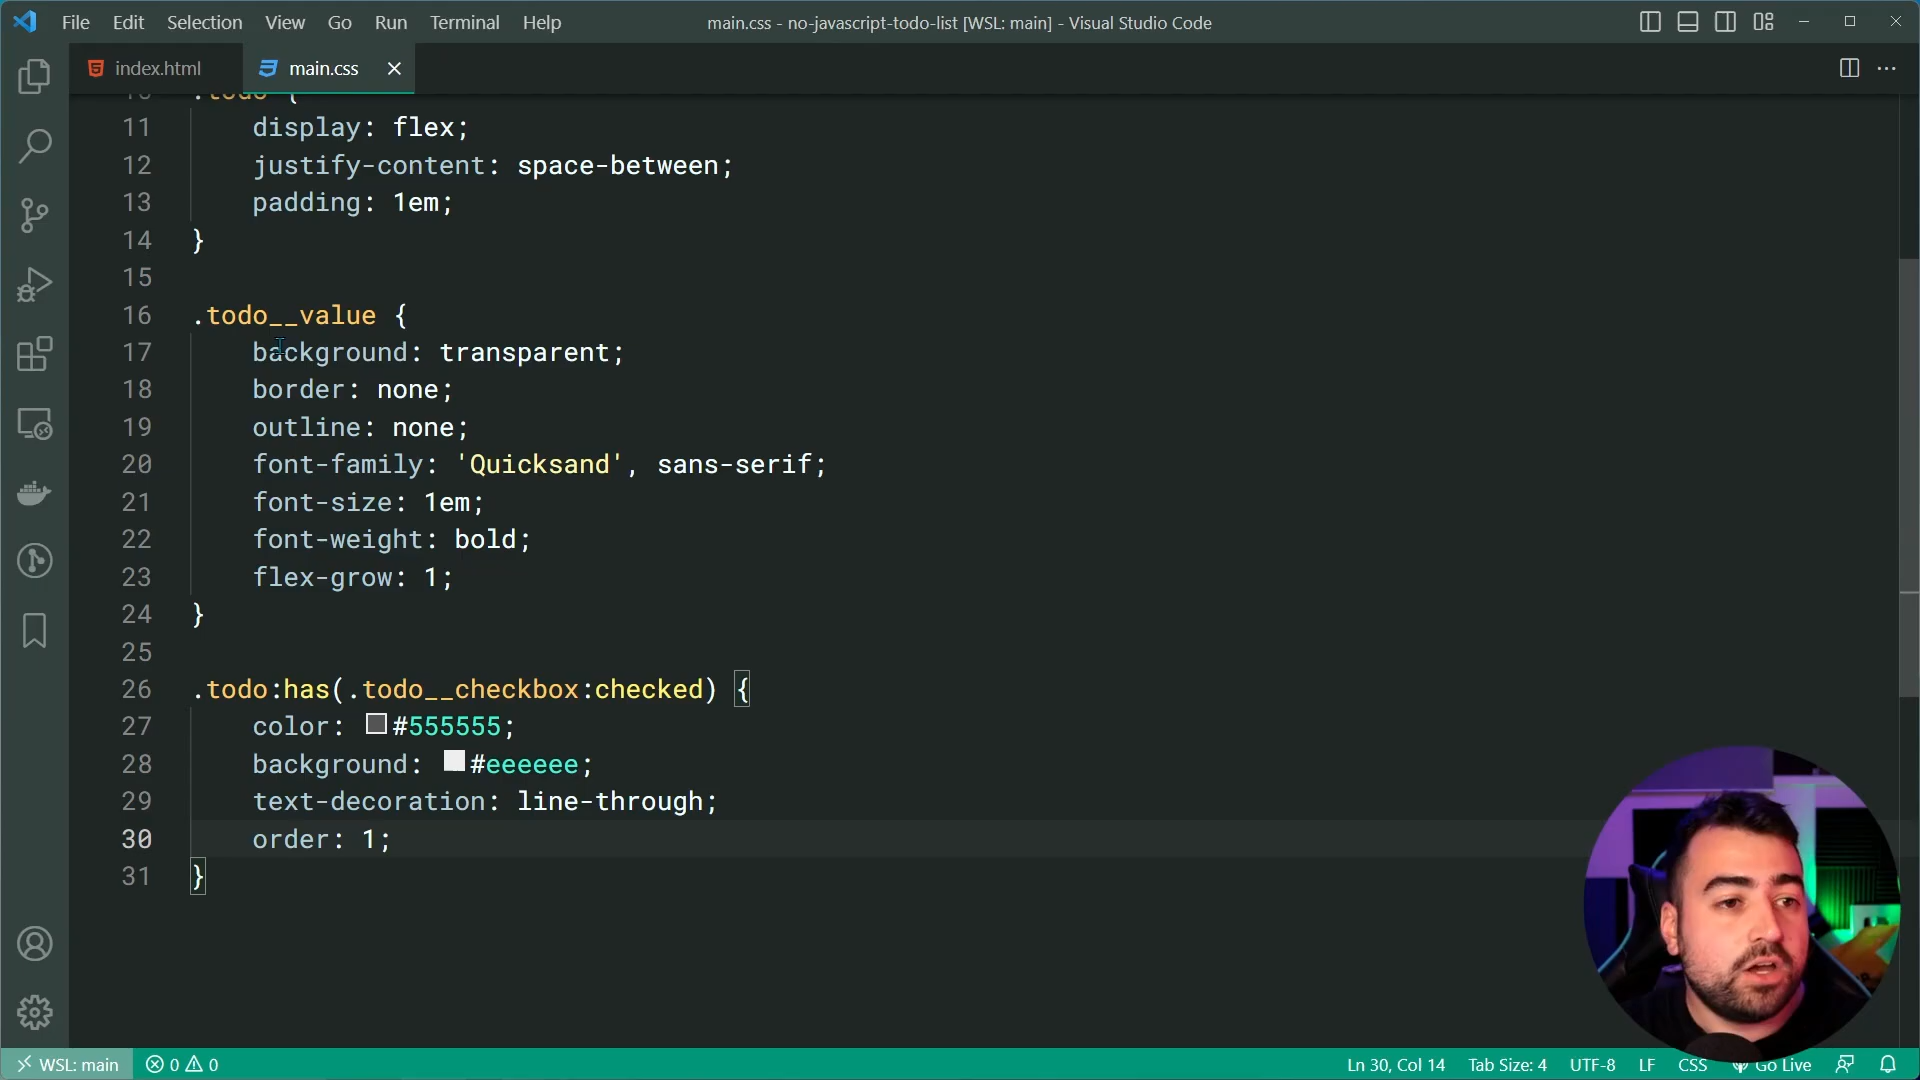 File Edit Selection View Go Run Terminal Help
main.css - no-javascript-todo-list [WSL: main] - Visual Studio Code
index.html
main.css
10 .todo {
11 display: flex;
12 justify-content: space-between;
13 padding: 1em;
14 }
15
16 .todo__value {
17 background: transparent;
18 border: none;
19 outline: none;
20 font-family: 'Quicksand', sans-serif;
21 font-size: 1em;
22 font-weight: bold;
23 flex-grow: 1;
24 }
25
26 .todo:has(.todo__checkbox:checked) {
27 color: #555555;
28 background: #eeeeee;
29 text-decoration: line-through;
30 order: 1;
31 }
WSL: main 0 0 Ln 30, Col 14 Tab Size: 4 UTF-8 LF CSS Go Live